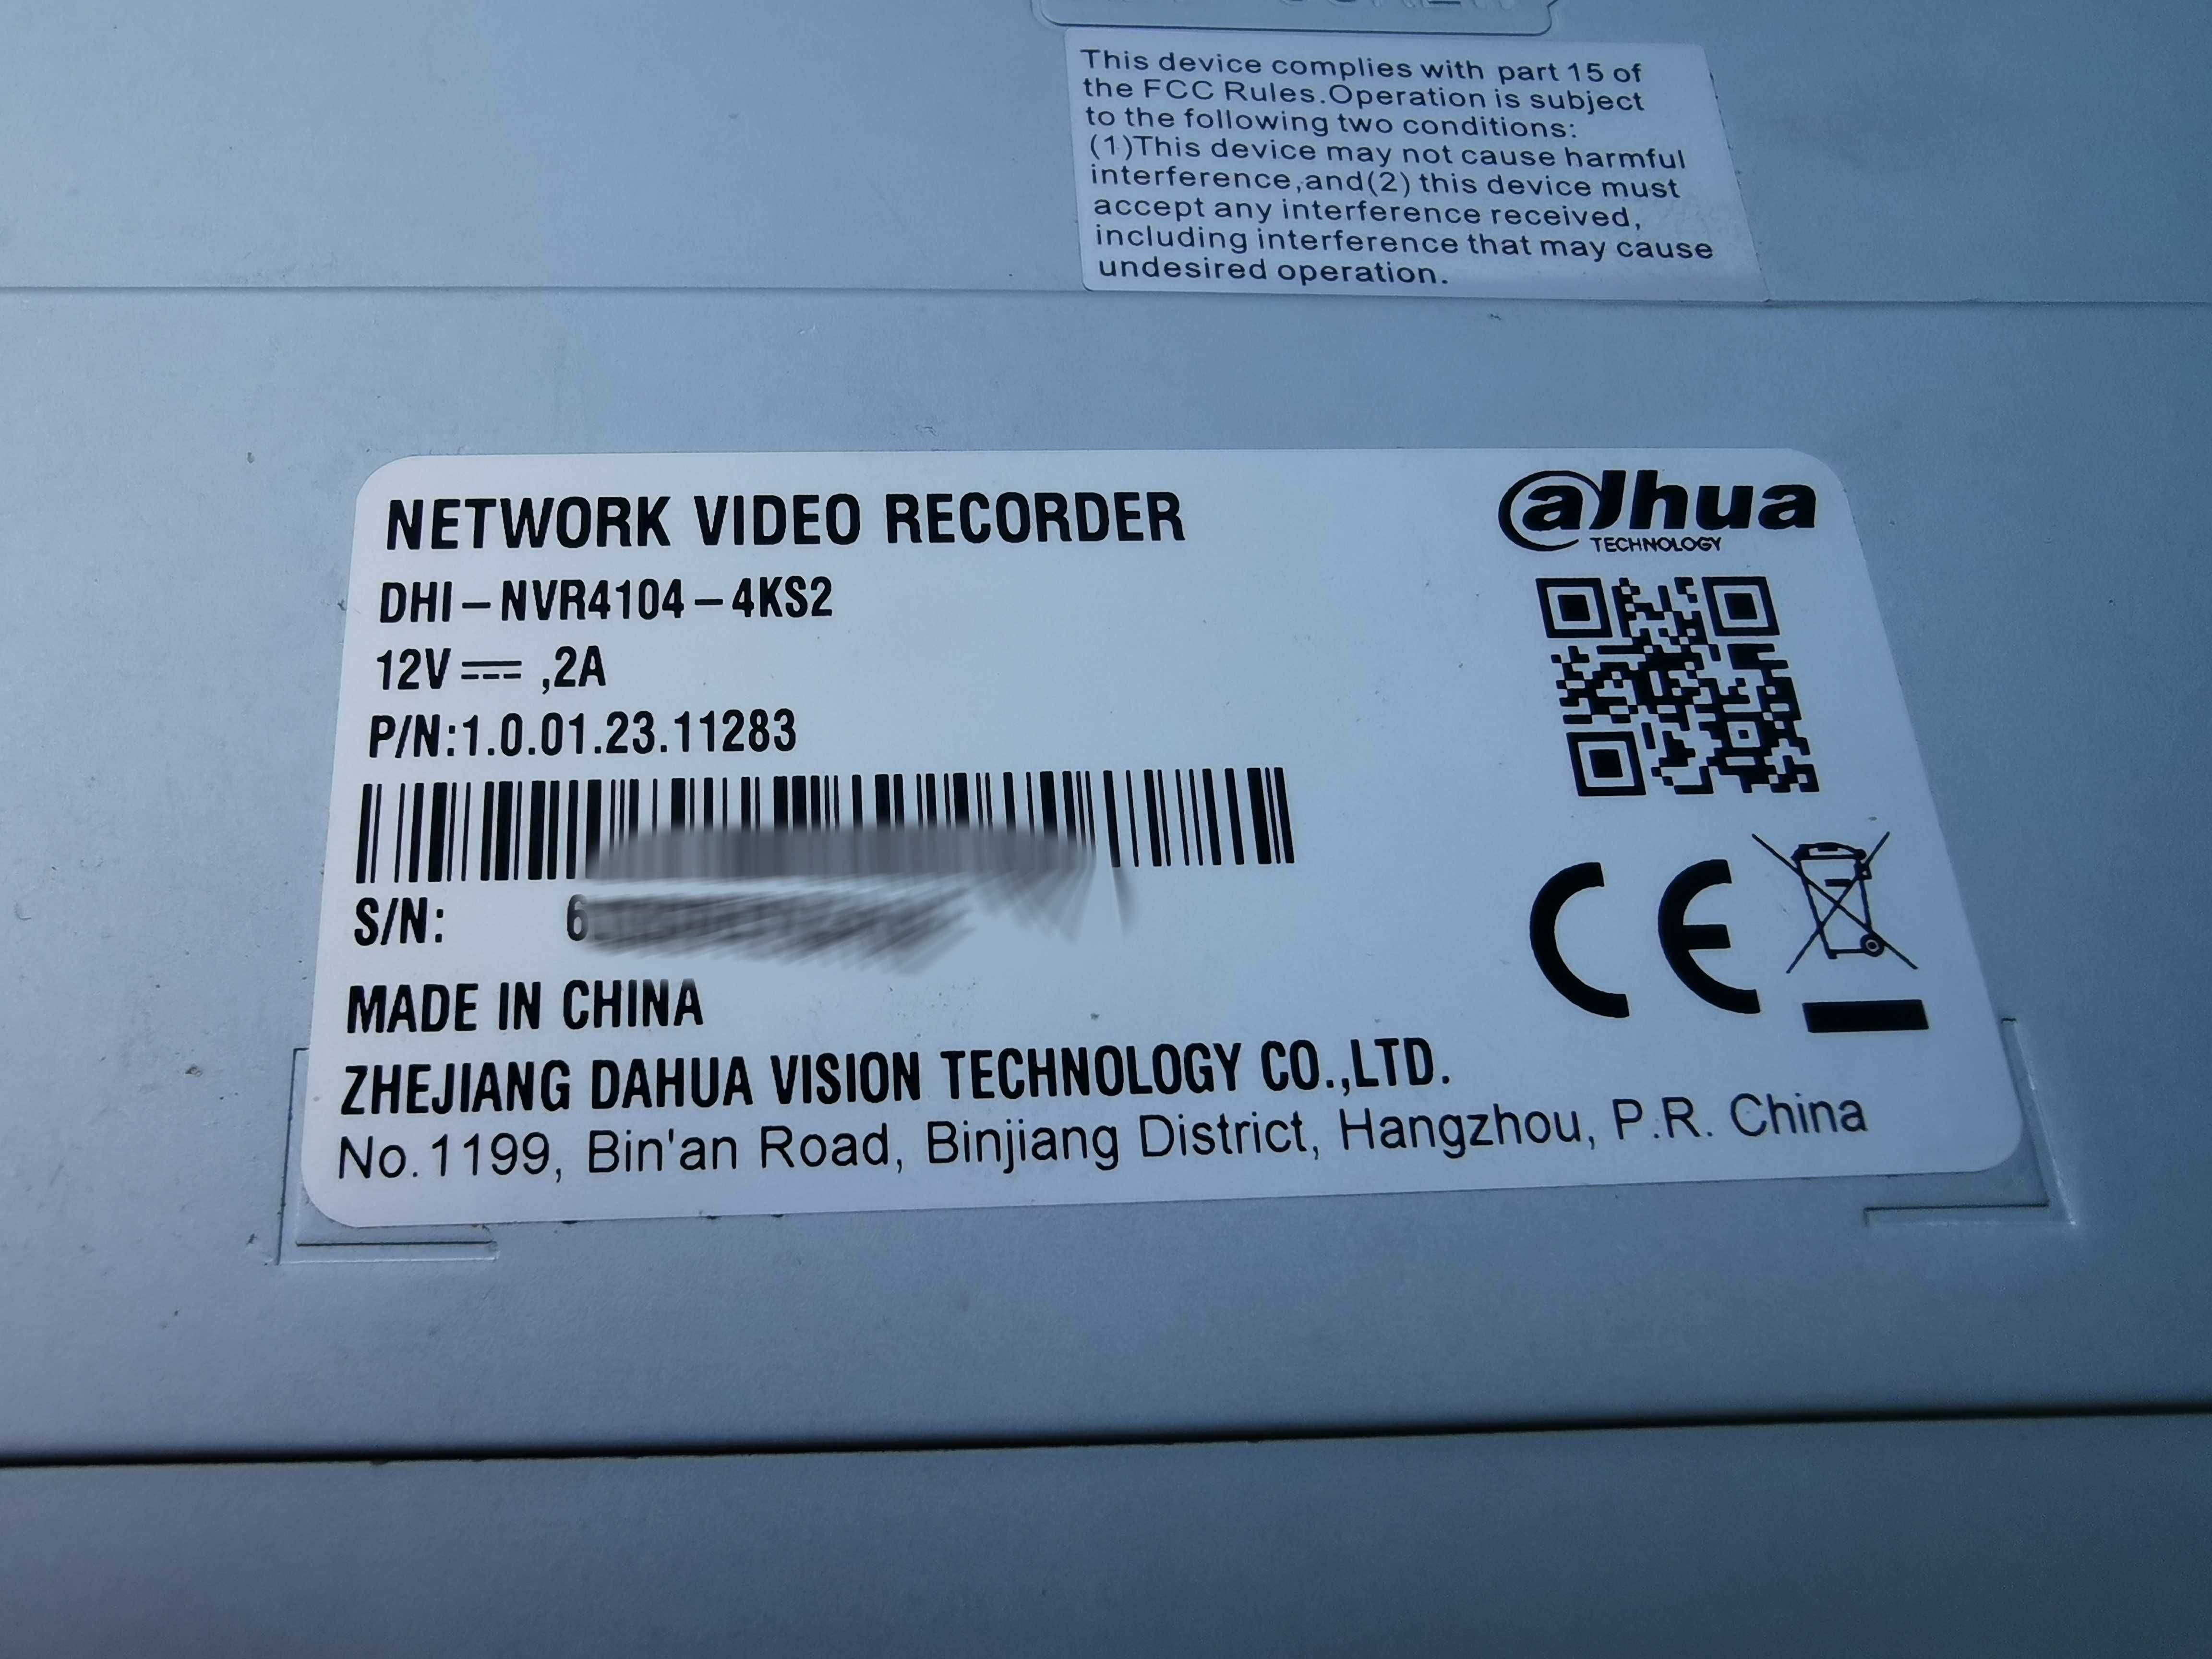 This device complies with part 15 of
the FCC Rules.Operation is subject
to the following two conditions:
(1)This device may not cause harmful
interference,and(2) this device must
accept any interference received,
including interference that may cause
undesired operation.
NETWORK VIDEO RECORDER
alhua
TECHNOLOGY
DHI-NVR4104-4KS2
12V⎓,2A
P/N:1.0.01.23.11283
S/N: 6
MADE IN CHINA
CE
ZHEJIANG DAHUA VISION TECHNOLOGY CO.,LTD.
No.1199, Bin'an Road, Binjiang District, Hangzhou, P.R. China